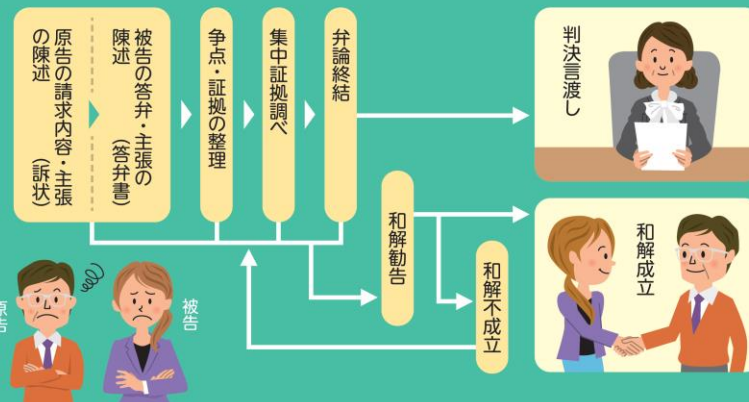 原告の請求内容・主張
の陳述　　（訴状）
被告の答弁・主張の
陳述　　（答弁書）
争点・証拠の整理
集中証拠調べ
弁論終結
判決言渡し
和解勧告
和解不成立
和解成立
原告
被告